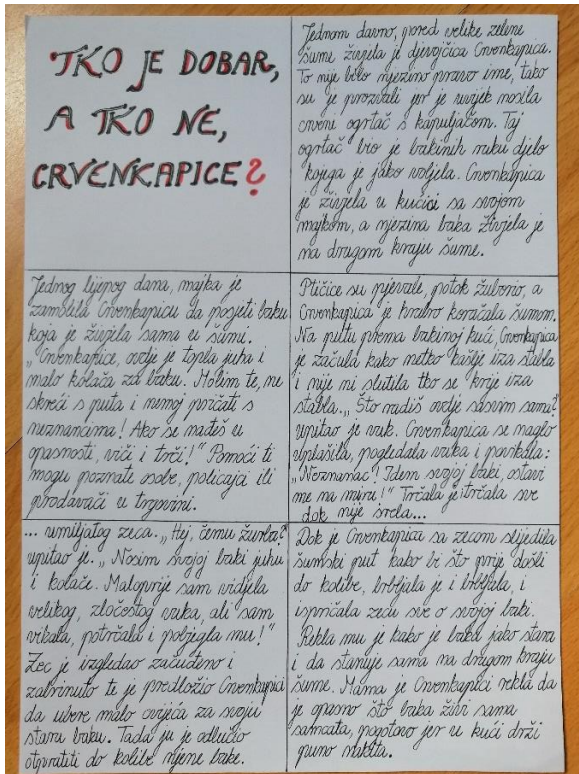 TKO JE DOBAR,
A TKO NE,
CRVENKAPICE?
Jednom davno, pored velike zelene
šume živjela je djevojčica Crvenkapica.
To nije bilo njezino pravo ime, tako
su je prozvali jer je uvijek nosila
crveni ogrtač s kapuljačom. Taj
ogrtač bio je bakinih ruku djelo
kojega je jako voljela. Crvenkapica
je živjela u kućici sa svojom
majkom, a njezina baka živjela je
na drugom kraju šume.
Jednog lijepog dana, majka je
zamolila Crvenkapicu da posjeti baku
koja je živjela sama u šumi.
„Crvenkapice, ovdje je topla juha i
malo kolača za baku. Molim te, ne
skreći s puta i nemoj pričati s
neznancima! Ako se nađeš u
opasnosti, viči i trči!" Pomoći ti
mogu poznate osobe, policajci ili
prodavači u trgovini.
Ptičice su pjevale, potok žuborio, a
Crvenkapica je hrabro koračala šumom.
Na putu prema bakinoj kući, Crvenkapica
je začula kako netko kašlje iza stabla
i nije ni slutila tko se krije iza
stabla. „Što radiš ovdje sasvim sama?"
upitao je vuk. Crvenkapica se naglo
uplašila, pogledala vuka i povikala:
„Neznanac! Idem svojoj baki, ostavi
me na miru!" Trčala je i trčala sve
dok nije srela...
... umiljatog zeca. „Hej, čemu žurba?"
upitao je. „Nosim svojoj baki juhu
i kolače. Maloprije sam vidjela
velikog, zločestog vuka, ali sam
vikala, potrčala i pobjegla mu!"
Zec je izgledao začuđeno i
zabrinuto te je predložio Crvenkapici
da ubere malo cvijeća za svoju
staru baku. Tada ju je odlučio
otpratiti do kolibe njene bake.
Dok je Crvenkapica sa zecom slijedila
šumski put kako bi što prije došli
do kolibe, brbljala je i brbljala, i
ispričala zecu sve o svojoj baki.
Rekla mu je kako je baka jako stara
i da stanuje sama na drugom kraju
šume. Mama je Crvenkapici rekla da
je opasno što baka živi sama
samcata, pogotovo jer u kući drži
puno nakita.